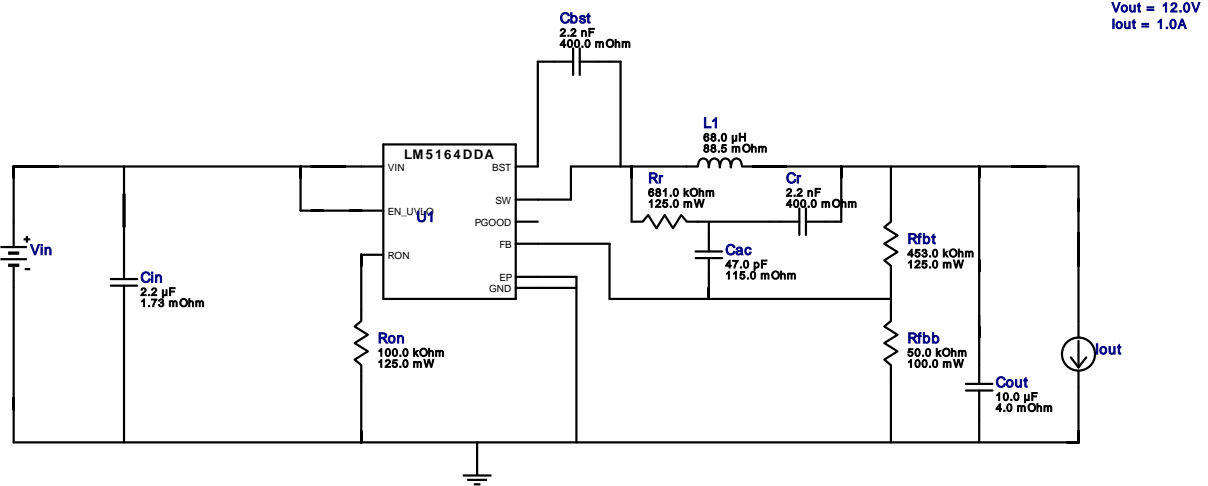 Vout = 12.0V
Iout = 1.0A
Cbst
2.2 nF
400.0 mOhm
LM5164DDA
VIN
BST
EN_UVLO
U1
SW
PGOOD
RON
FB
EP
GND
L1
68.0 µH
88.5 mOhm
Rr
681.0 kOhm
125.0 mW
Cr
2.2 nF
400.0 mOhm
Cac
47.0 pF
115.0 mOhm
Rfbt
453.0 kOhm
125.0 mW
+
Vin
-
Cin
2.2 µF
1.73 mOhm
Ron
100.0 kOhm
125.0 mW
Rfbb
50.0 kOhm
100.0 mW
Iout
Cout
10.0 µF
4.0 mOhm